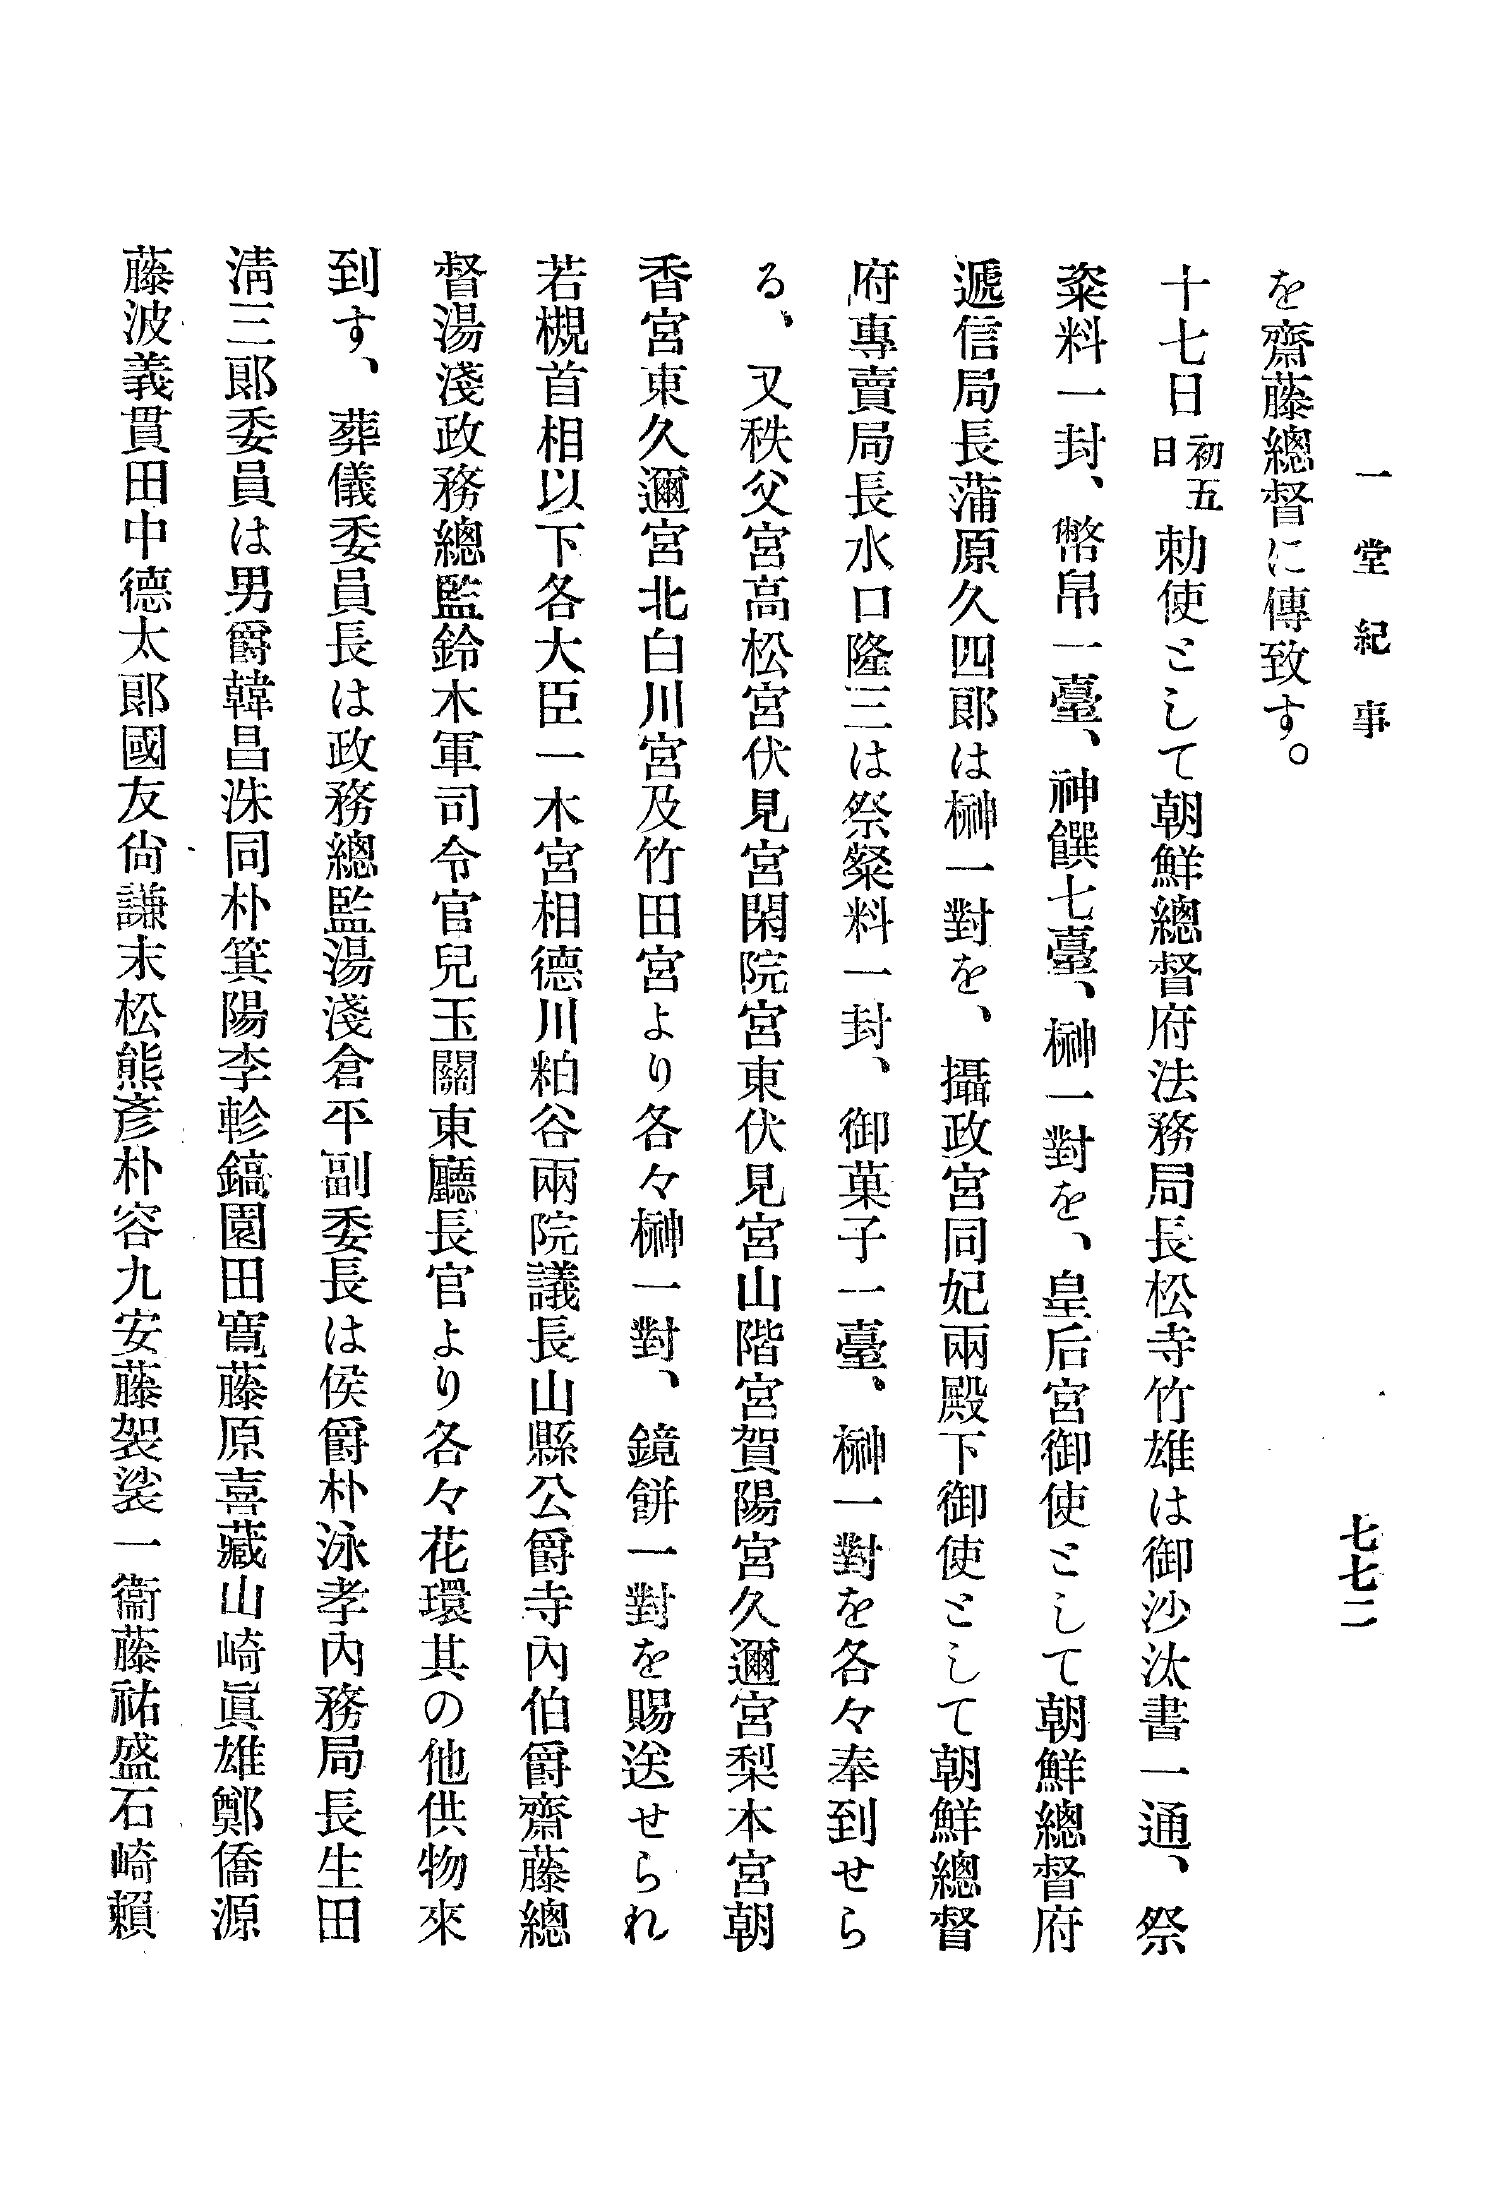 一堂紀事
七七二
を齋藤總督に傳致す。
十七日初五日勅使として朝鮮總督府法務局長松寺竹雄は御沙汰書一通、祭
粢料一封、幣帛一臺、神饌七臺、榊一對を、皇后宮御使として朝鮮總督府
遞信局長蒲原久四郞は榊一對を、攝政宮同妃兩殿下御使として朝鮮總督
府專賣局長水口隆三は祭粢料一封、御菓子一臺、榊一對を各々奉到せら
る、又秩父宮高松宮伏見宮閑院宮東伏見宮山階宮賀陽宮久邇宮梨本宮朝
香宮東久邇宮北白川宮及竹田宮より各々榊一對、鏡餠一對を賜送せられ
若槻首相以下各大臣一木宮相德川粕谷兩院議長山縣公爵寺內伯爵齋藤總
督湯淺政務總監鈴木軍司令官兒玉關東廳長官より各々花環其の他供物來
到す、葬儀委員長は政務總監湯淺倉平副委長は侯爵朴泳孝內務局長生田
淸三郞委員は男爵韓昌洙同朴箕陽李軫鎬園田寬藤原喜藏山崎眞雄鄭僑源
藤波義貫田中德太郞國友尙謙末松熊彥朴容九安藤袈裟一衞藤祐盛石崎賴